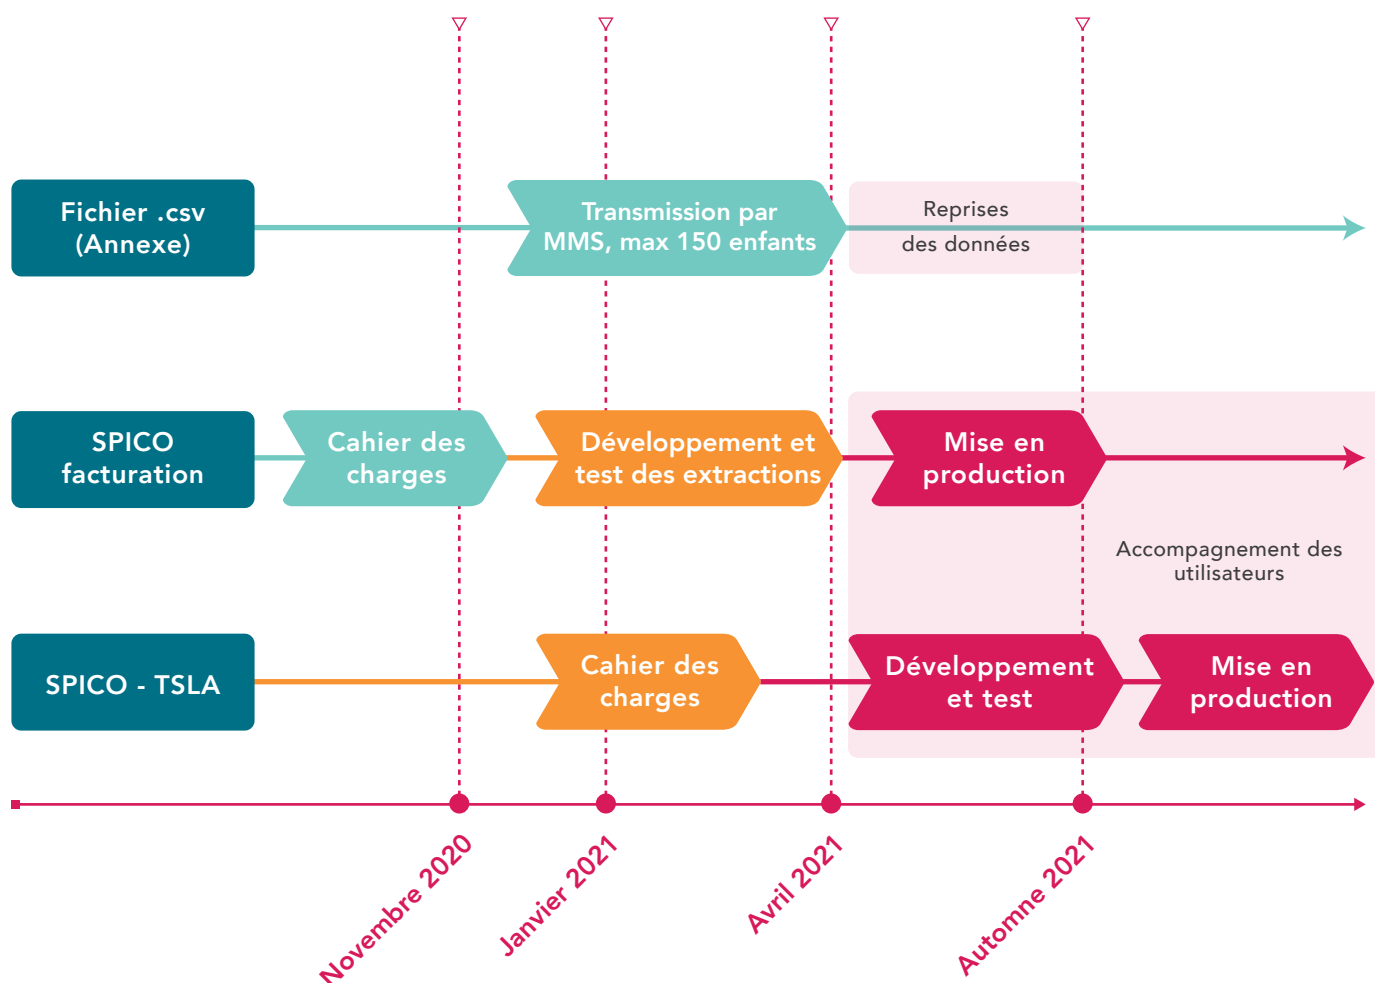 Fichier .csv
(Annexe)
Transmission par
MMS, max 150 enfants
Reprises
des données
SPICO
facturation
Cahier des
charges
Développement et
test des extractions
Mise en
production
Accompagnement des
utilisateurs
SPICO - TSLA
Cahier des
charges
Développement
et test
Mise en
production
Novembre 2020
Janvier 2021
Avril 2021
Automne 2021